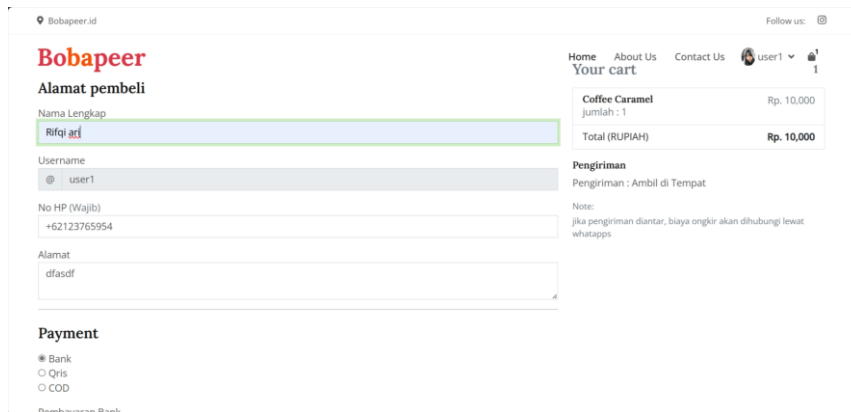 Bobapeer.id
Follow us:
Bobapeer
Home About Us Contact Us user1 1
Alamat pembeli
Your cart 1
Nama Lengkap
Rifqi ari
Username
@ user1
No HP (Wajib)
+62123765954
Alamat
dfasdf
Payment
Bank
Qris
COD
Pembayaran Bank
Coffee Caramel Rp. 10,000
jumlah : 1
Total (RUPIAH) Rp. 10,000
Pengiriman
Pengiriman : Ambil di Tempat
Note:
jika pengiriman diantar, biaya ongkir akan dihubungi lewat
whatapps